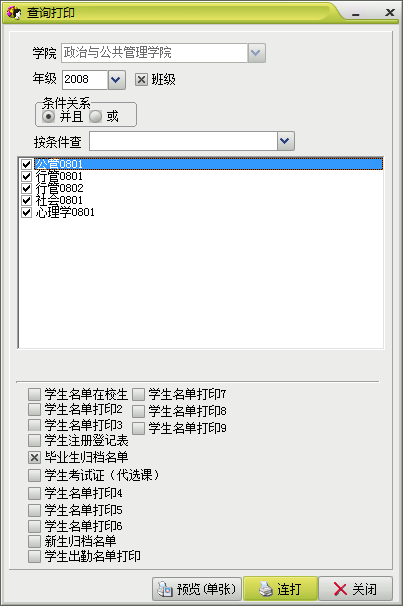 查询打印
学院 政治与公共管理学院
年级 2008 班级
条件关系
并且 或
按条件查
公管0801
行管0801
行管0802
社会0801
心理学0801
学生名单在校生 学生名单打印7
学生名单打印2 学生名单打印8
学生名单打印3 学生名单打印9
学生注册登记表
毕业生归档名单
学生考试证（代选课）
学生名单打印4
学生名单打印5
学生名单打印6
新生归档名单
学生出勤名单打印
预览(单张) 连打 关闭